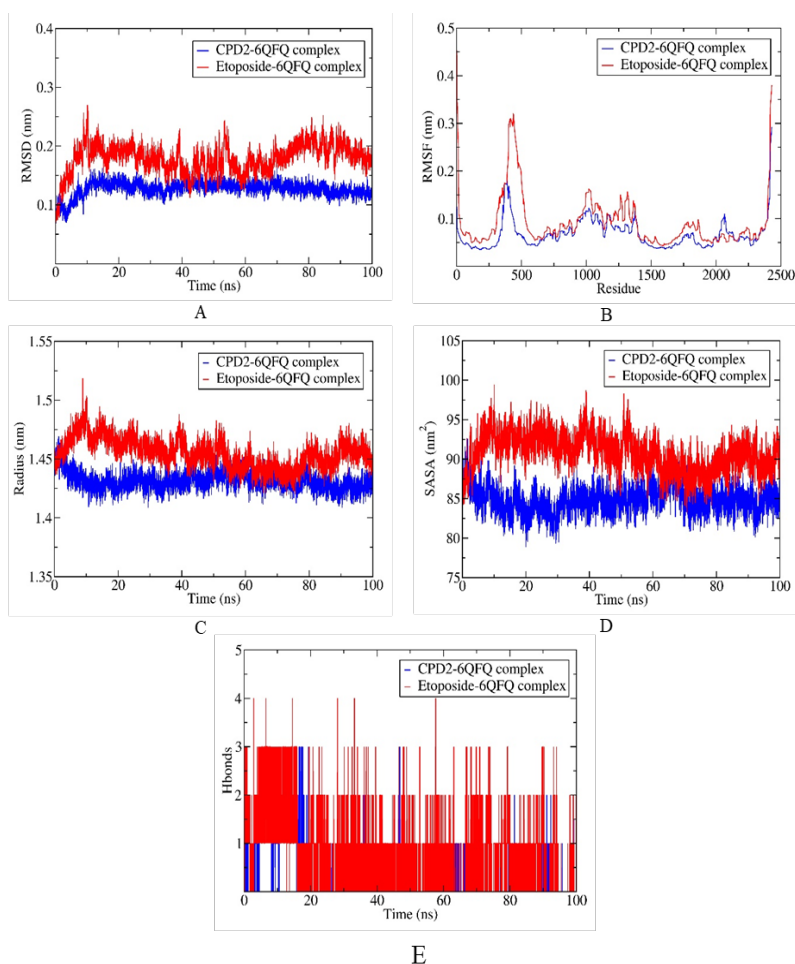 0.4
CPD2-6QFQ complex
Etoposide-6QFQ complex
0.3
RMSD (nm)
0.2
0.1
0 20 40 60 80 100
Time (ns)
A
0.5
CPD2-6QFQ complex
Etoposide-6QFQ complex
0.4
0.3
RMSF (nm)
0.2
0.1
0 500 1000 1500 2000 2500
Residue
B
1.55
CPD2-6QFQ complex
Etoposide-6QFQ complex
1.5
Radius (nm)
1.45
1.4
1.35
0 20 40 60 80 100
Time (ns)
C
105
CPD2-6QFQ complex
Etoposide-6QFQ complex
100
95
SASA (nm²)
90
85
80
75
0 20 40 60 80 100
Time (ns)
D
5
CPD2-6QFQ complex
Etoposide-6QFQ complex
4
3
Hbonds
2
1
0 20 40 60 80 100
Time (ns)
E